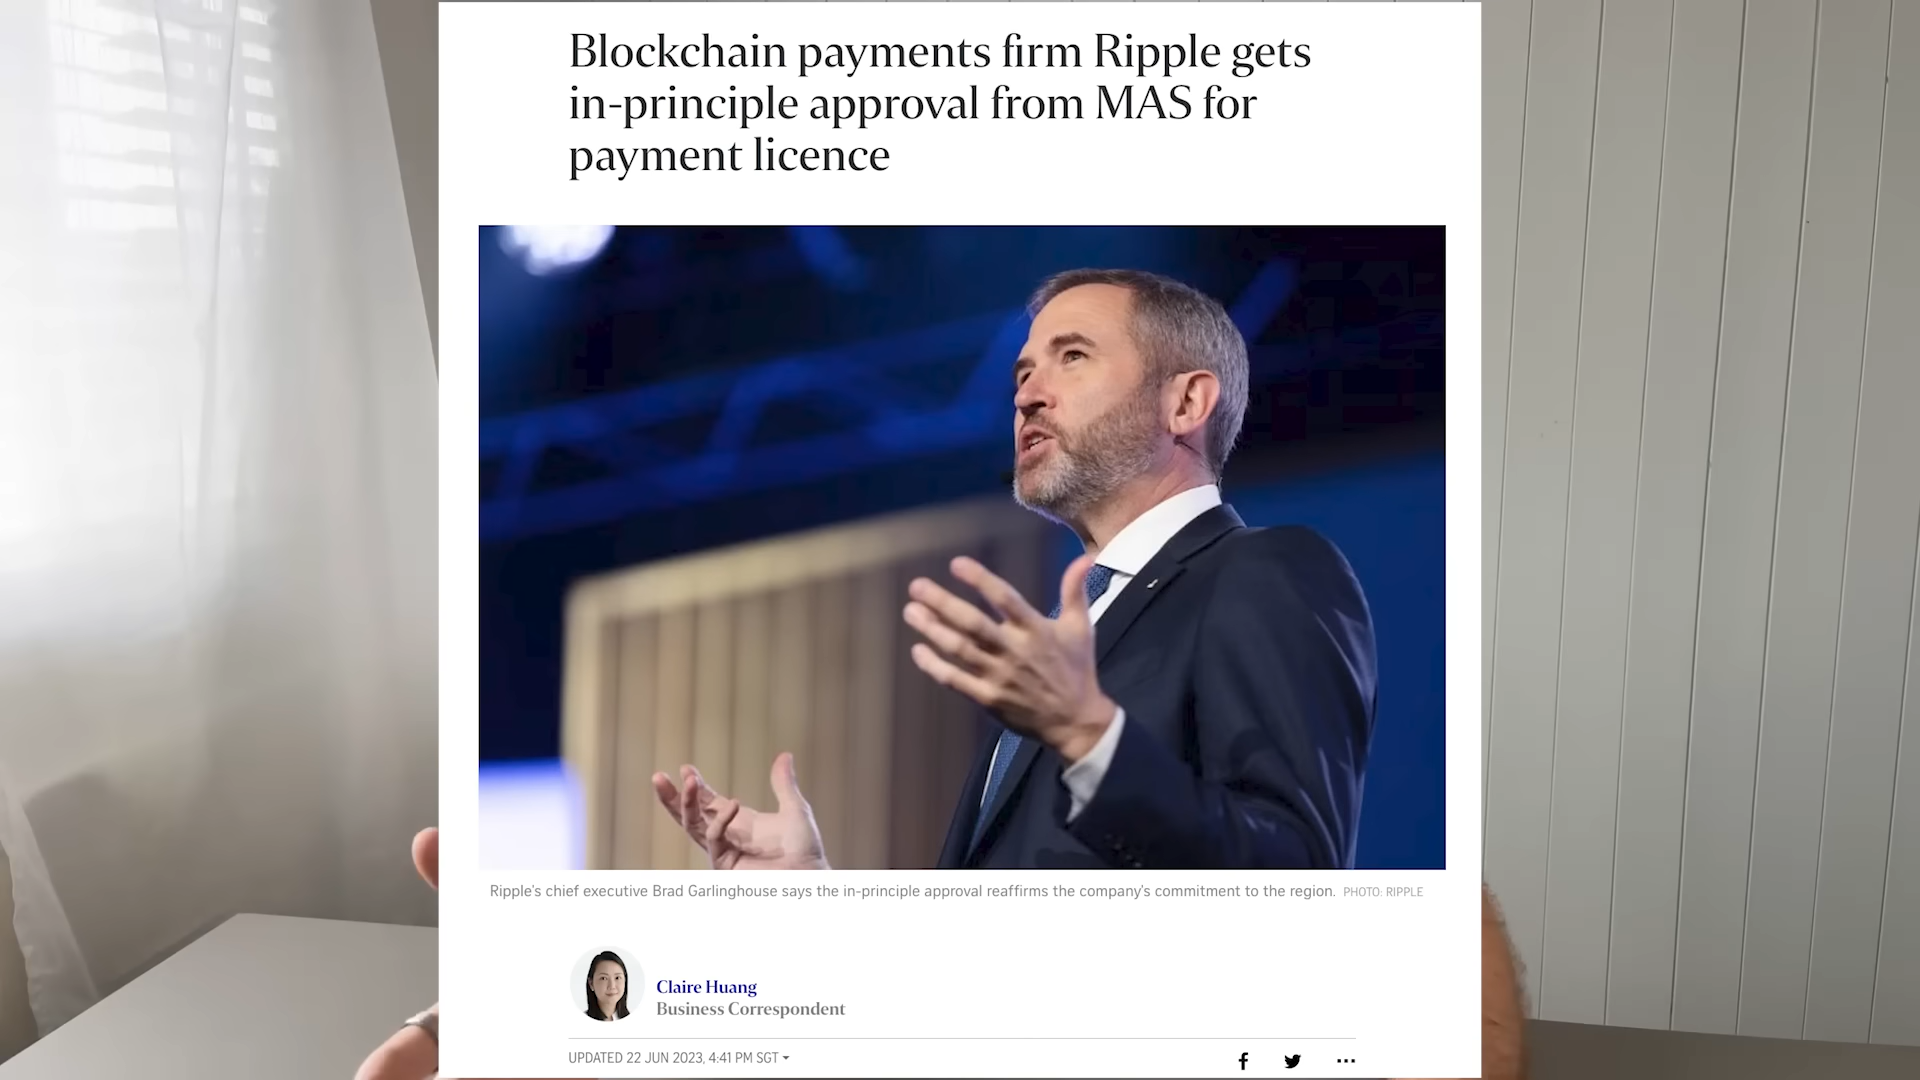 Blockchain payments firm Ripple gets
in-principle approval from MAS for
payment licence
Ripple's chief executive Brad Garlinghouse says the in-principle approval reaffirms the company's commitment to the region. PHOTO: RIPPLE
Claire Huang
Business Correspondent
UPDATED 22 JUN 2023, 4:41 PM SGT